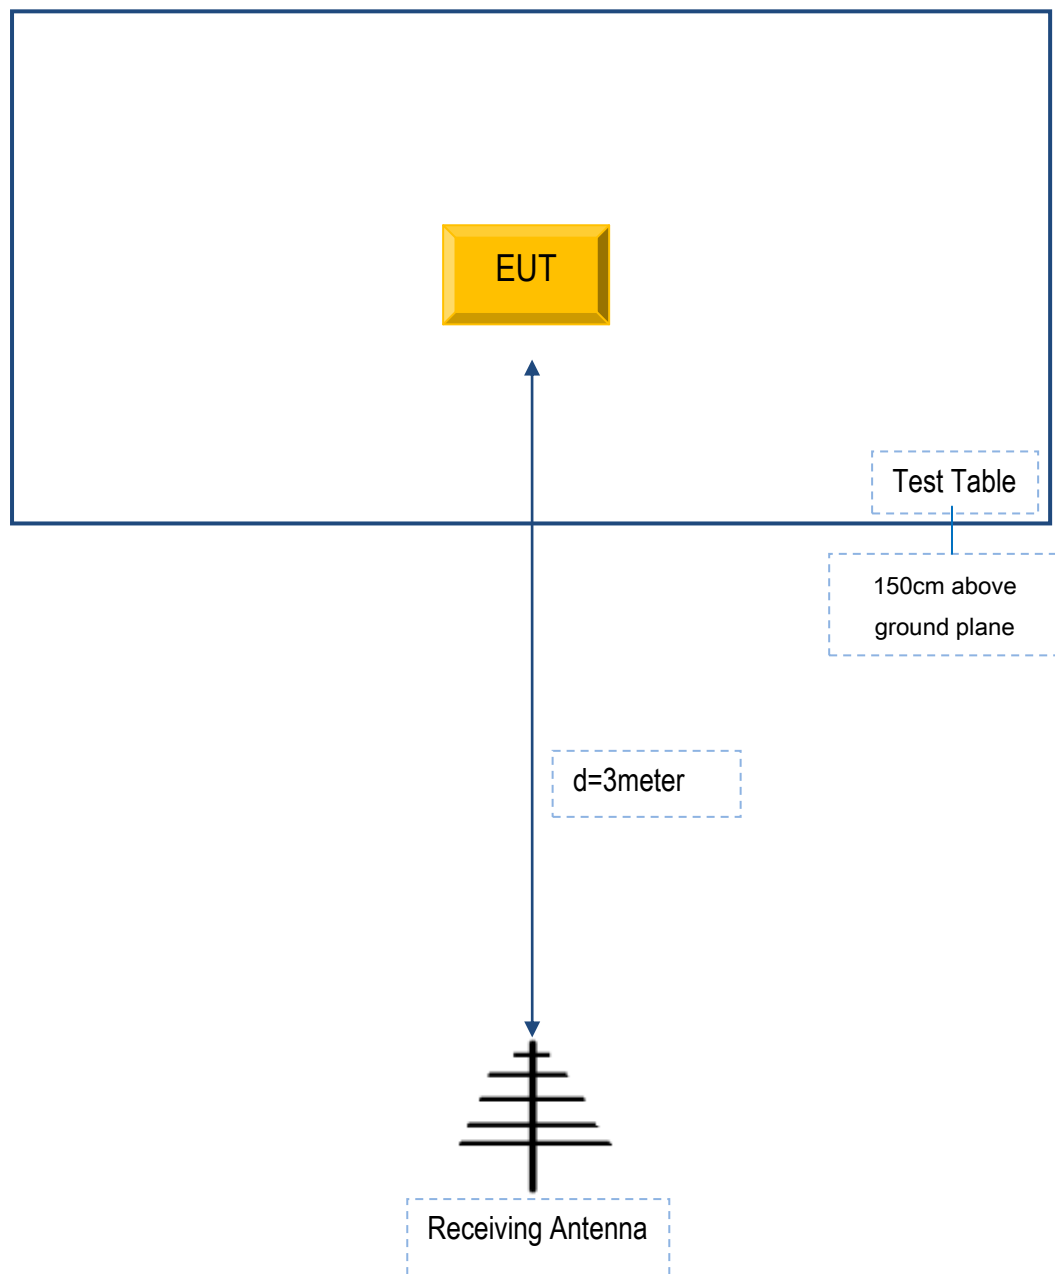 EUT
Test Table
150cm above
ground plane
d=3meter
Receiving Antenna